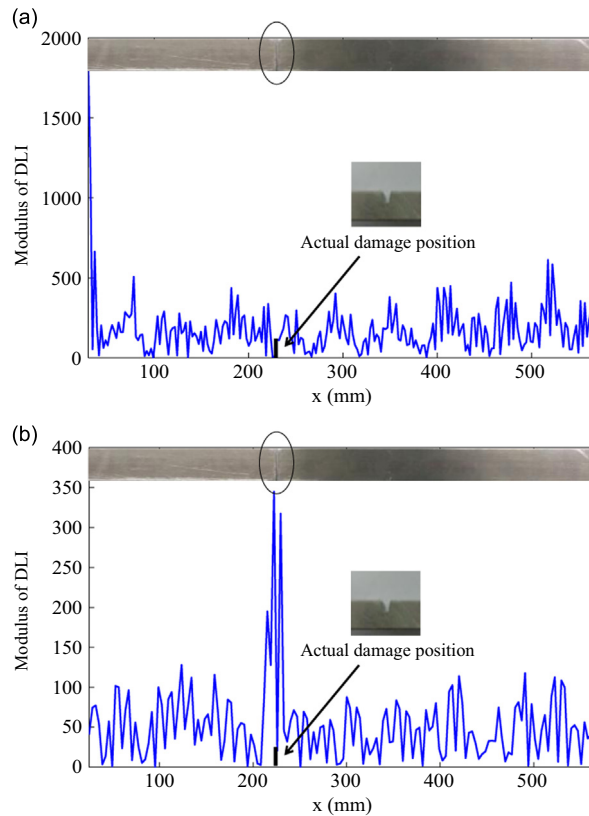 (a)
2000
1500
1000
500
0
Modulus of DLI
Actual damage position
100 200 300 400 500
x (mm)
(b)
400
350
300
250
200
150
100
50
0
Modulus of DLI
Actual damage position
100 200 300 400 500
x (mm)